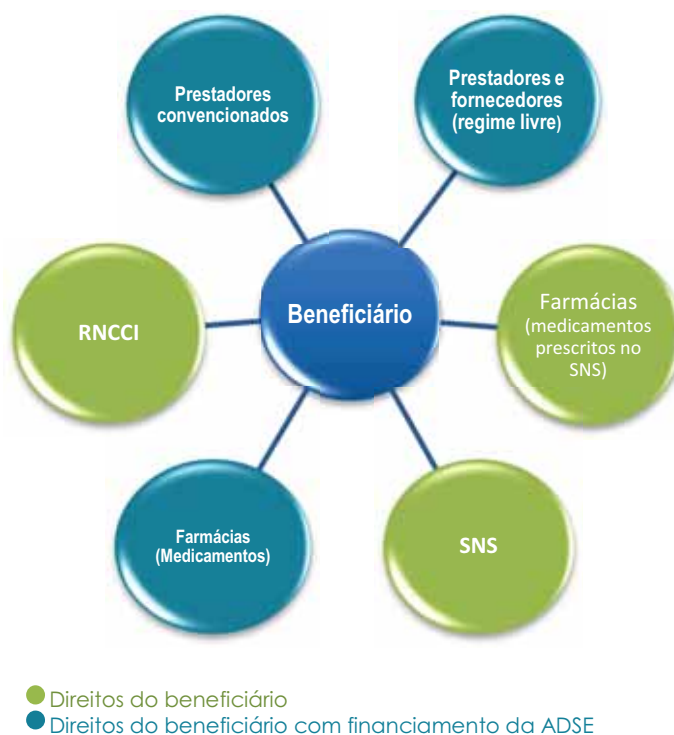 Prestadores
convencionados
Prestadores e
fornecedores
(regime livre)
RNCCI
Beneficiário
Farmácias
(medicamentos
prescritos no
SNS)
Farmácias
(Medicamentos)
SNS
Direitos do beneficiário
Direitos do beneficiário com financiamento da ADSE